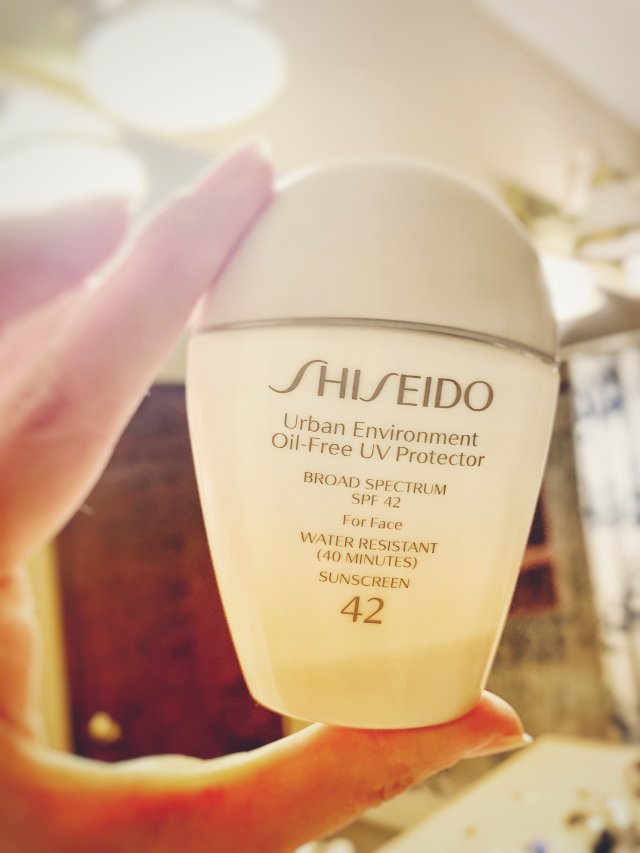 SHISEIDO
Urban Environment
Oil-Free UV Protector
BROAD SPECTRUM
SPF 42
For Face
WATER RESISTANT
(40 MINUTES)
SUNSCREEN
42